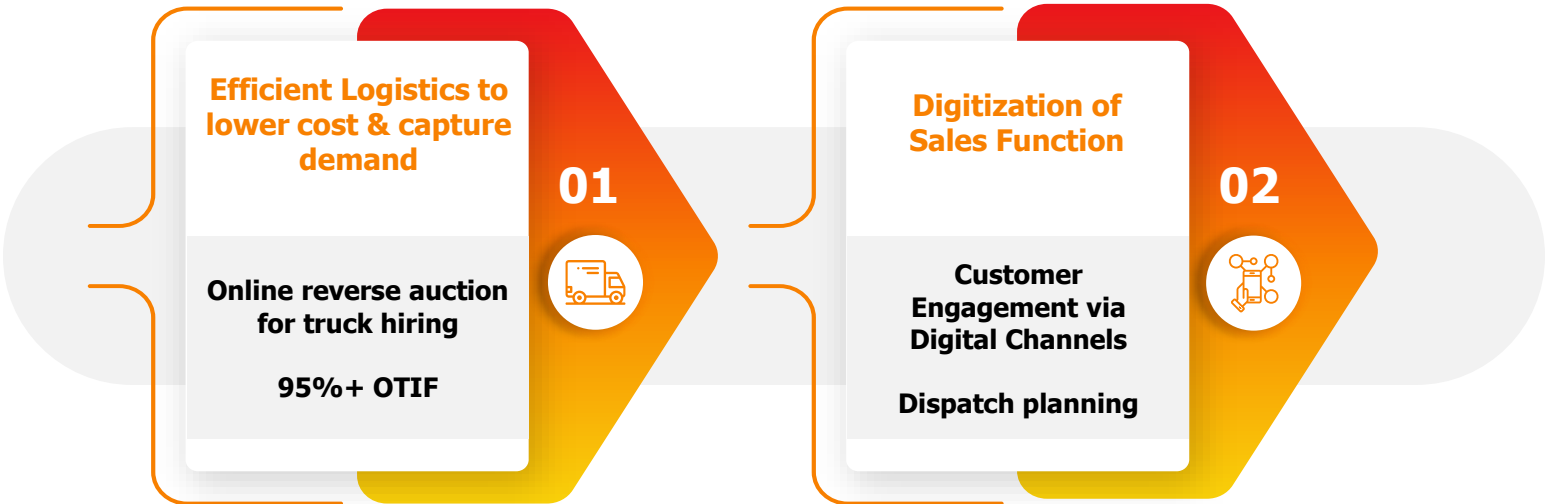 Efficient Logistics to
lower cost & capture
demand
01
Online reverse auction
for truck hiring
95%+ OTIF
Digitization of
Sales Function
02
Customer
Engagement via
Digital Channels
Dispatch planning